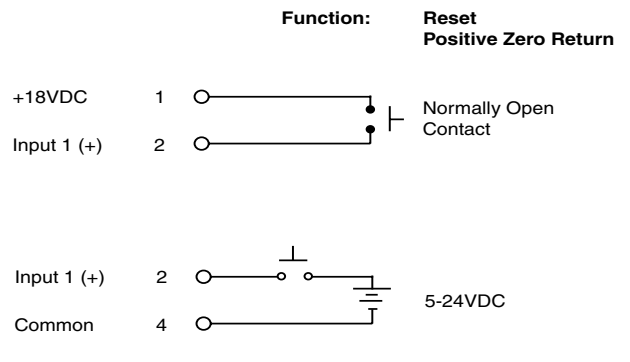 Function: Reset
Positive Zero Return
+18VDC 1
Normally Open
Contact
Input 1 (+) 2
Input 1 (+) 2
5-24VDC
Common 4